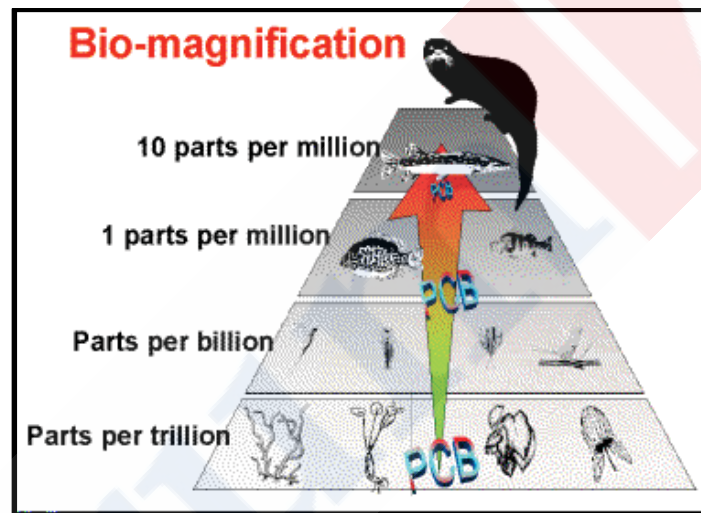 Bio-magnification
10 parts per million
PCB
1 parts per million
PCB
Parts per billion
Parts per trillion
PCB